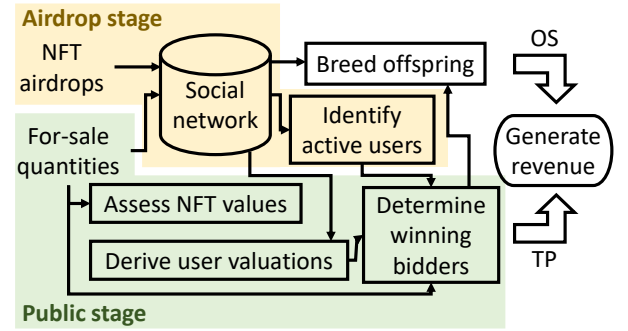 Airdrop stage
NFT
airdrops
Social
network
Breed offspring
Identify
active users
OS
Generate
revenue
TP
For-sale
quantities
Assess NFT values
Derive user valuations
Determine
winning
bidders
Public stage